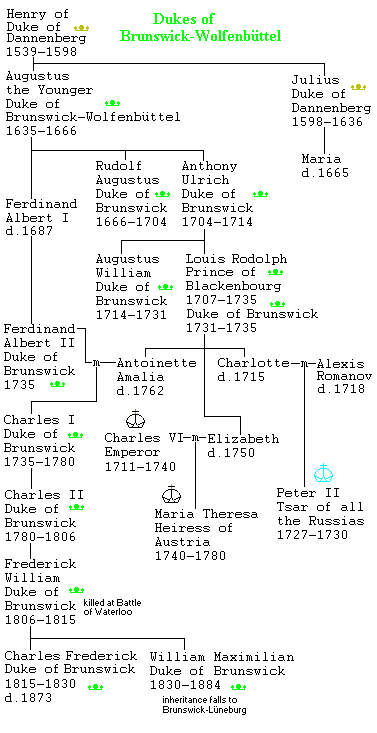 Dukes of
Brunswick-Wolfenbüttel
Henry of
Duke of
Dannenberg
1539-1598
Augustus
the Younger
Duke of
Brunswick-Wolfenbüttel
1635-1666
Julius
Duke of
Dannenberg
1598-1636
Maria
d.1665
Ferdinand
Albert I
d.1687
Rudolf
Augustus
Duke of
Brunswick
1666-1704
Anthony
Ulrich
Duke of
Brunswick
1704-1714
Augustus
William
Duke of
Brunswick
1714-1731
Louis Rodolph
Prince of
Blackenbourg
1707-1735
Duke of Brunswick
1731-1735
Ferdinand
Albert II
Duke of
Brunswick
1735
m
Antoinette
Amalia
d.1762
Charlotte
d.1715
m
Alexis
Romanov
d.1718
Charles I
Duke of
Brunswick
1735-1780
Charles VI
Emperor
1711-1740
m
Elizabeth
d.1750
Charles II
Duke of
Brunswick
1780-1806
Maria Theresa
Heiress of
Austria
1740-1780
Peter II
Tsar of all
the Russias
1727-1730
Frederick
William
Duke of
Brunswick
1806-1815
killed at Battle
of Waterloo
Charles Frederick
Duke of Brunswick
1815-1830
d.1873
William Maximilian
Duke of Brunswick
1830-1884
inheritance falls to
Brunswick-Lüneburg